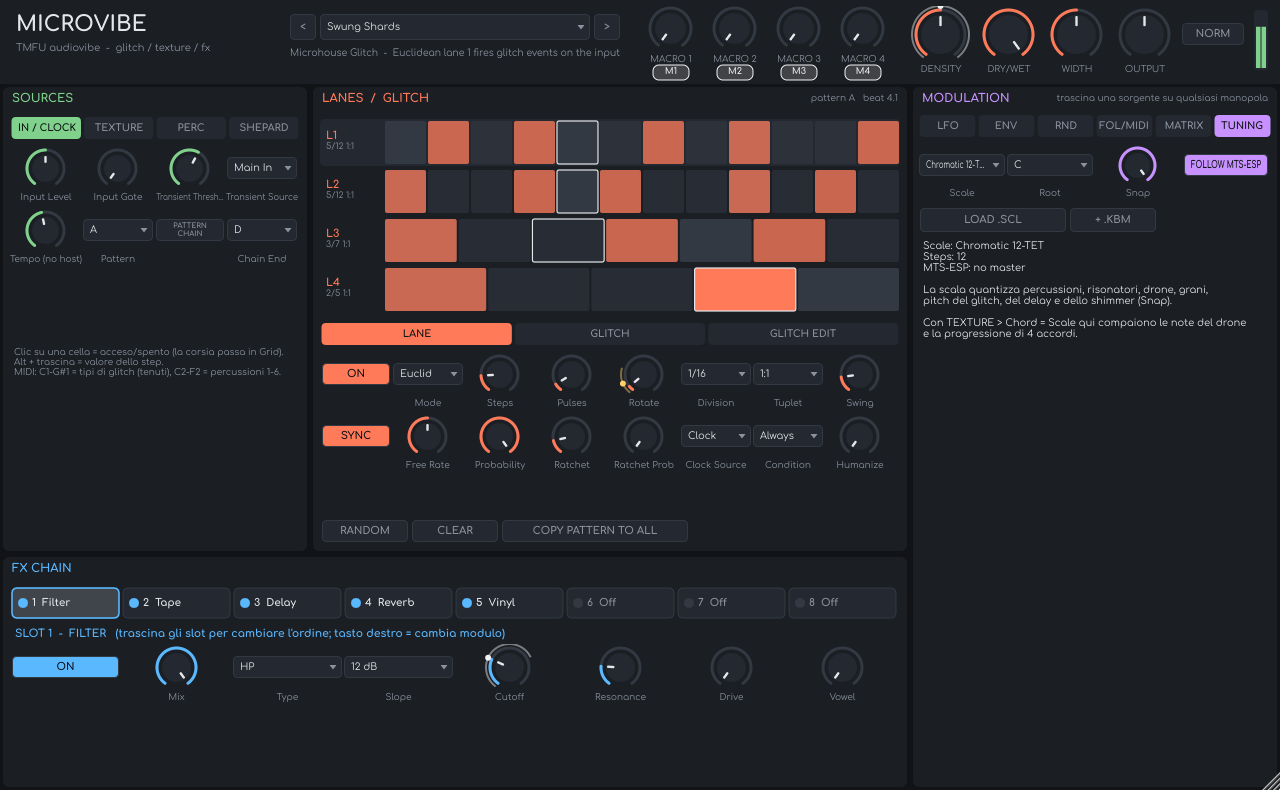 MICROVIBE
TMFU audiovibe - glitch / texture / fx
< Swung Shards >
Microhouse Glitch - Euclidean lane 1 fires glitch events on the input
MACRO 1 MACRO 2 MACRO 3 MACRO 4
M1 M2 M3 M4
DENSITY DRY/WET WIDTH OUTPUT
NORM
SOURCES
IN / CLOCK TEXTURE PERC SHEPARD
Main In
Input Level Input Gate Transient Thresh... Transient Source
A PATTERN CHAIN D
Tempo (no host) Pattern Chain End
Clic su una cella = acceso/spento (la corsia passa in Grid).
Alt + trascina = valore dello step.
MIDI: C1-G#1 = tipi di glitch (tenuti), C2-F2 = percussioni 1-6.
LANES / GLITCH
pattern A beat 4.1
L1
5/12 1:1
L2
5/12 1:1
L3
3/7 1:1
L4
2/5 1:1
LANE GLITCH GLITCH EDIT
ON Euclid 1/16 1:1
Mode Steps Pulses Rotate Division Tuplet Swing
SYNC Clock Always
Free Rate Probability Ratchet Ratchet Prob Clock Source Condition Humanize
RANDOM CLEAR COPY PATTERN TO ALL
MODULATION
trascina una sorgente su qualsiasi manopola
LFO ENV RND FOL/MIDI MATRIX TUNING
Chromatic 12-T... C FOLLOW MTS-ESP
Scale Root Snap
LOAD .SCL + .KBM
Scale: Chromatic 12-TET
Steps: 12
MTS-ESP: no master
La scala quantizza percussioni, risonatori, drone, grani,
pitch del glitch, del delay e dello shimmer (Snap).
Con TEXTURE > Chord = Scale qui compaiono le note del drone
e la progressione di 4 accordi.
FX CHAIN
1 Filter 2 Tape 3 Delay 4 Reverb 5 Vinyl 6 Off 7 Off 8 Off
SLOT 1 - FILTER (trascina gli slot per cambiare l'ordine; tasto destro = cambia modulo)
ON HP 12 dB
Mix Type Slope Cutoff Resonance Drive Vowel